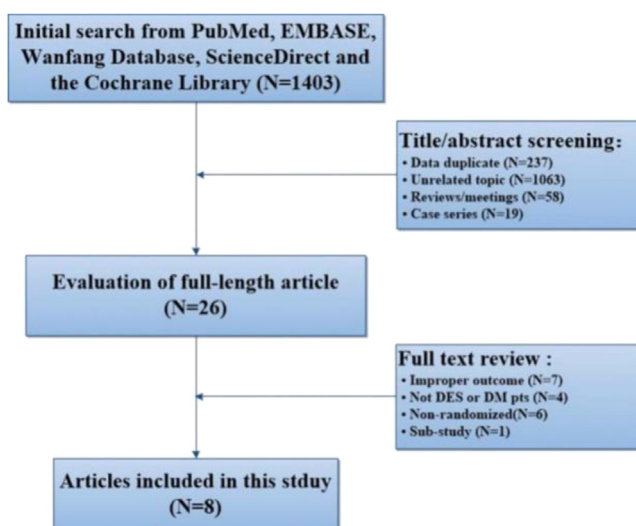 Initial search from PubMed, EMBASE,
Wanfang Database, ScienceDirect and
the Cochrane Library (N=1403)
Title/abstract screening：
• Data duplicate (N=237)
• Unrelated topic (N=1063)
• Reviews/meetings (N=58)
• Case series (N=19)
Evaluation of full-length article
(N=26)
Full text review :
• Improper outcome (N=7)
• Not DES or DM pts (N=4)
• Non-randomized(N=6)
• Sub-study (N=1)
Articles included in this stduy
(N=8)